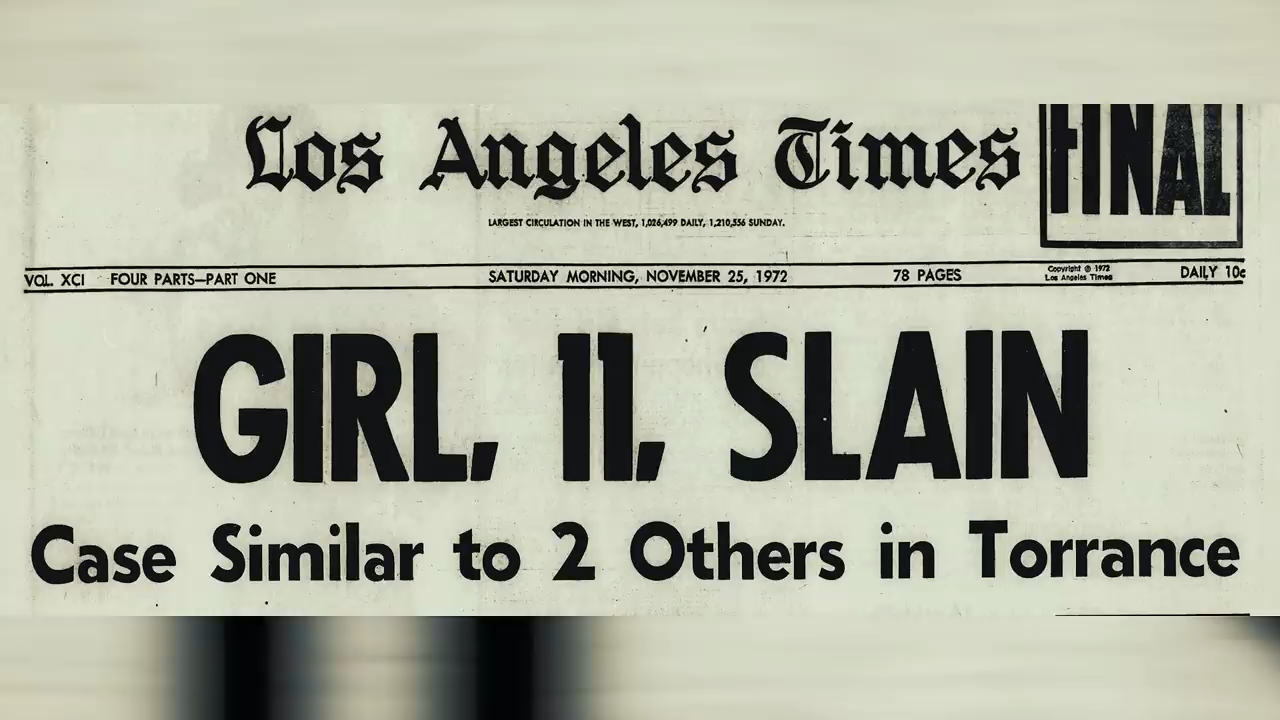 Los Angeles Times
FINAL
LARGEST CIRCULATION IN THE WEST, 1,026,499 DAILY, 1,210,556 SUNDAY.
VOL. XCI FOUR PARTS—PART ONE SATURDAY MORNING, NOVEMBER 25, 1972 78 PAGES Copyright © 1972 Los Angeles Times DAILY 10c
GIRL, 11, SLAIN
Case Similar to 2 Others in Torrance